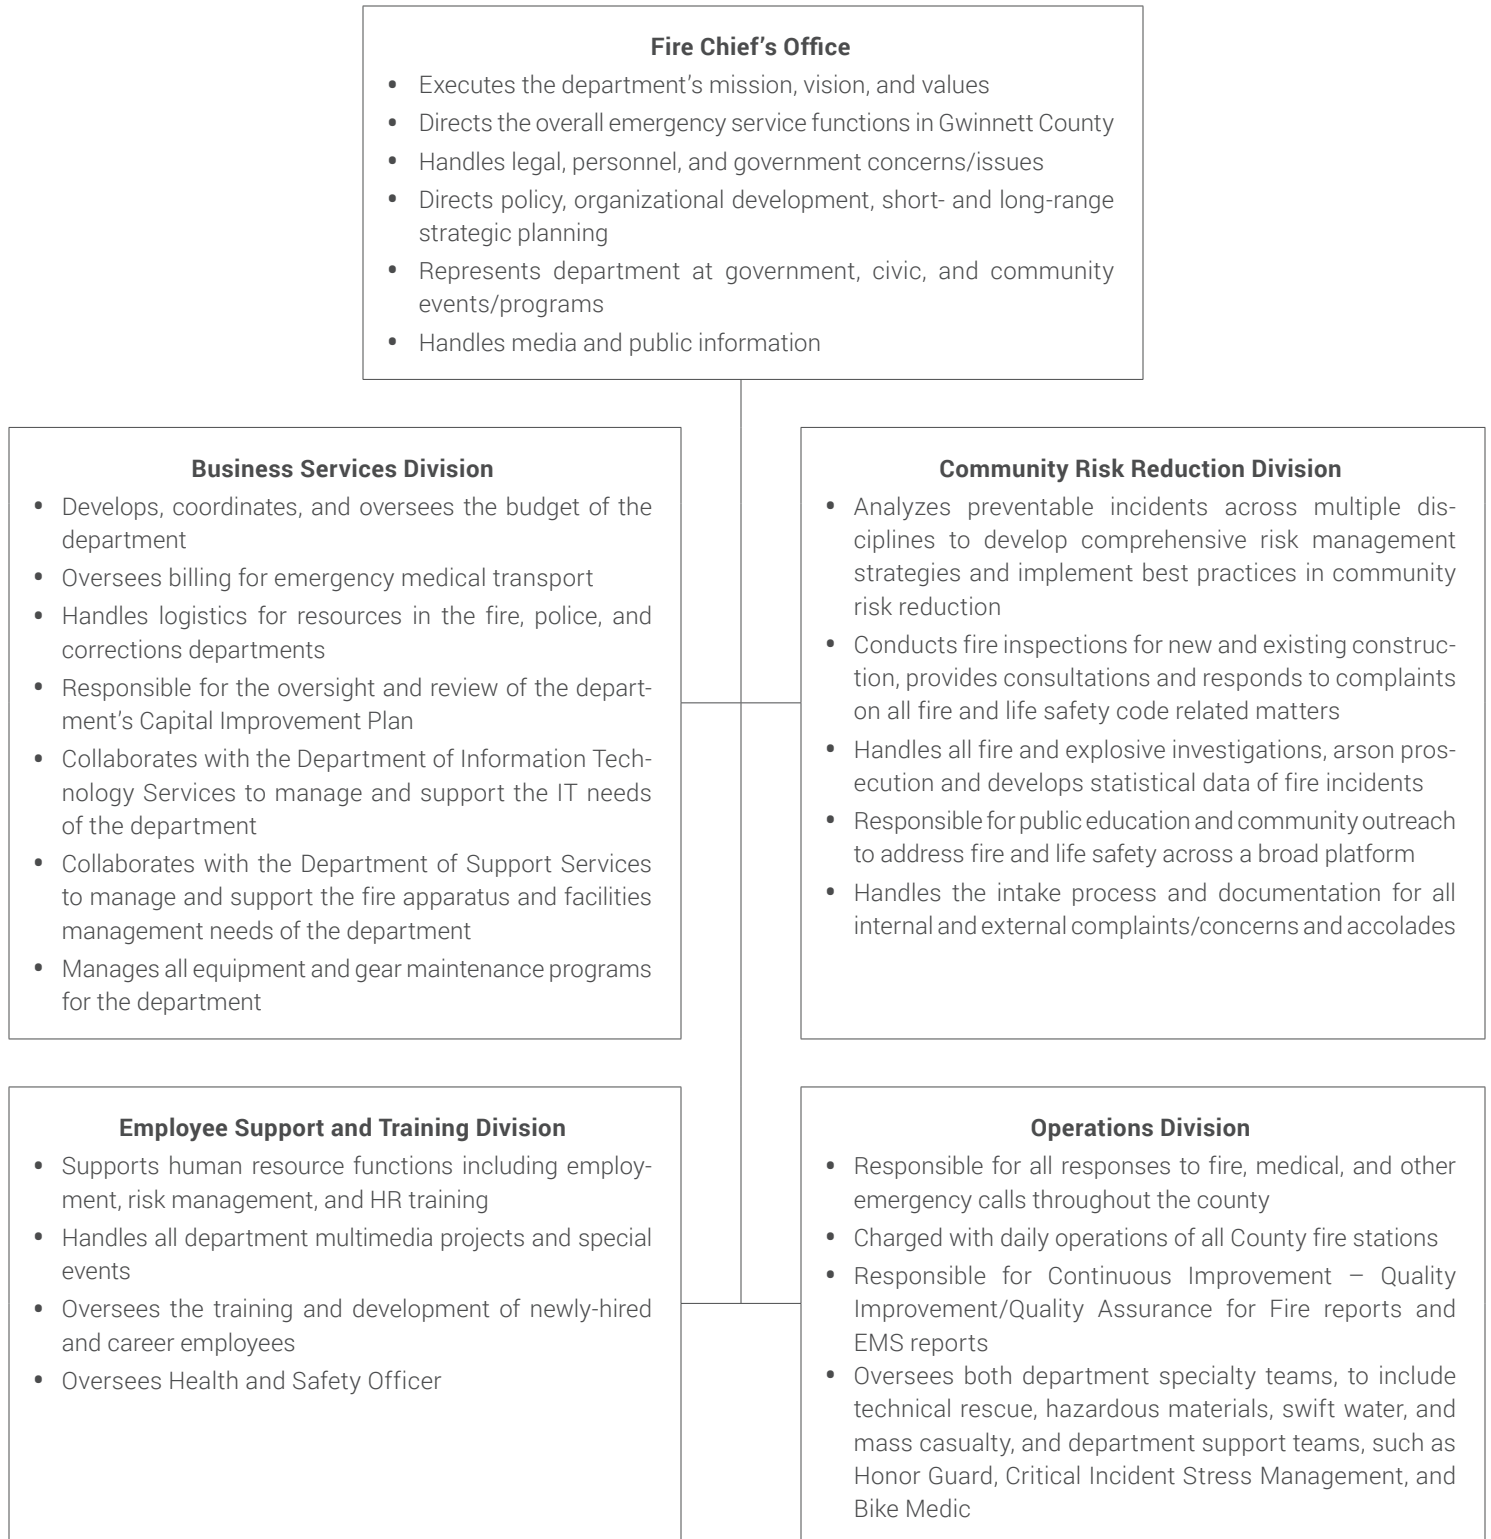 Fire Chief's Office
• Executes the department's mission, vision, and values
• Directs the overall emergency service functions in Gwinnett County
• Handles legal, personnel, and government concerns/issues
• Directs policy, organizational development, short- and long-range
strategic planning
• Represents department at government, civic, and community
events/programs
• Handles media and public information
Business Services Division
• Develops, coordinates, and oversees the budget of the
department
• Oversees billing for emergency medical transport
• Handles logistics for resources in the fire, police, and
corrections departments
• Responsible for the oversight and review of the depart-
ment's Capital Improvement Plan
• Collaborates with the Department of Information Tech-
nology Services to manage and support the IT needs
of the department
• Collaborates with the Department of Support Services
to manage and support the fire apparatus and facilities
management needs of the department
• Manages all equipment and gear maintenance programs
for the department
Community Risk Reduction Division
• Analyzes preventable incidents across multiple dis-
ciplines to develop comprehensive risk management
strategies and implement best practices in community
risk reduction
• Conducts fire inspections for new and existing construc-
tion, provides consultations and responds to complaints
on all fire and life safety code related matters
• Handles all fire and explosive investigations, arson pros-
ecution and develops statistical data of fire incidents
• Responsible for public education and community outreach
to address fire and life safety across a broad platform
• Handles the intake process and documentation for all
internal and external complaints/concerns and accolades
Employee Support and Training Division
• Supports human resource functions including employ-
ment, risk management, and HR training
• Handles all department multimedia projects and special
events
• Oversees the training and development of newly-hired
and career employees
• Oversees Health and Safety Officer
Operations Division
• Responsible for all responses to fire, medical, and other
emergency calls throughout the county
• Charged with daily operations of all County fire stations
• Responsible for Continuous Improvement – Quality
Improvement/Quality Assurance for Fire reports and
EMS reports
• Oversees both department specialty teams, to include
technical rescue, hazardous materials, swift water, and
mass casualty, and department support teams, such as
Honor Guard, Critical Incident Stress Management, and
Bike Medic